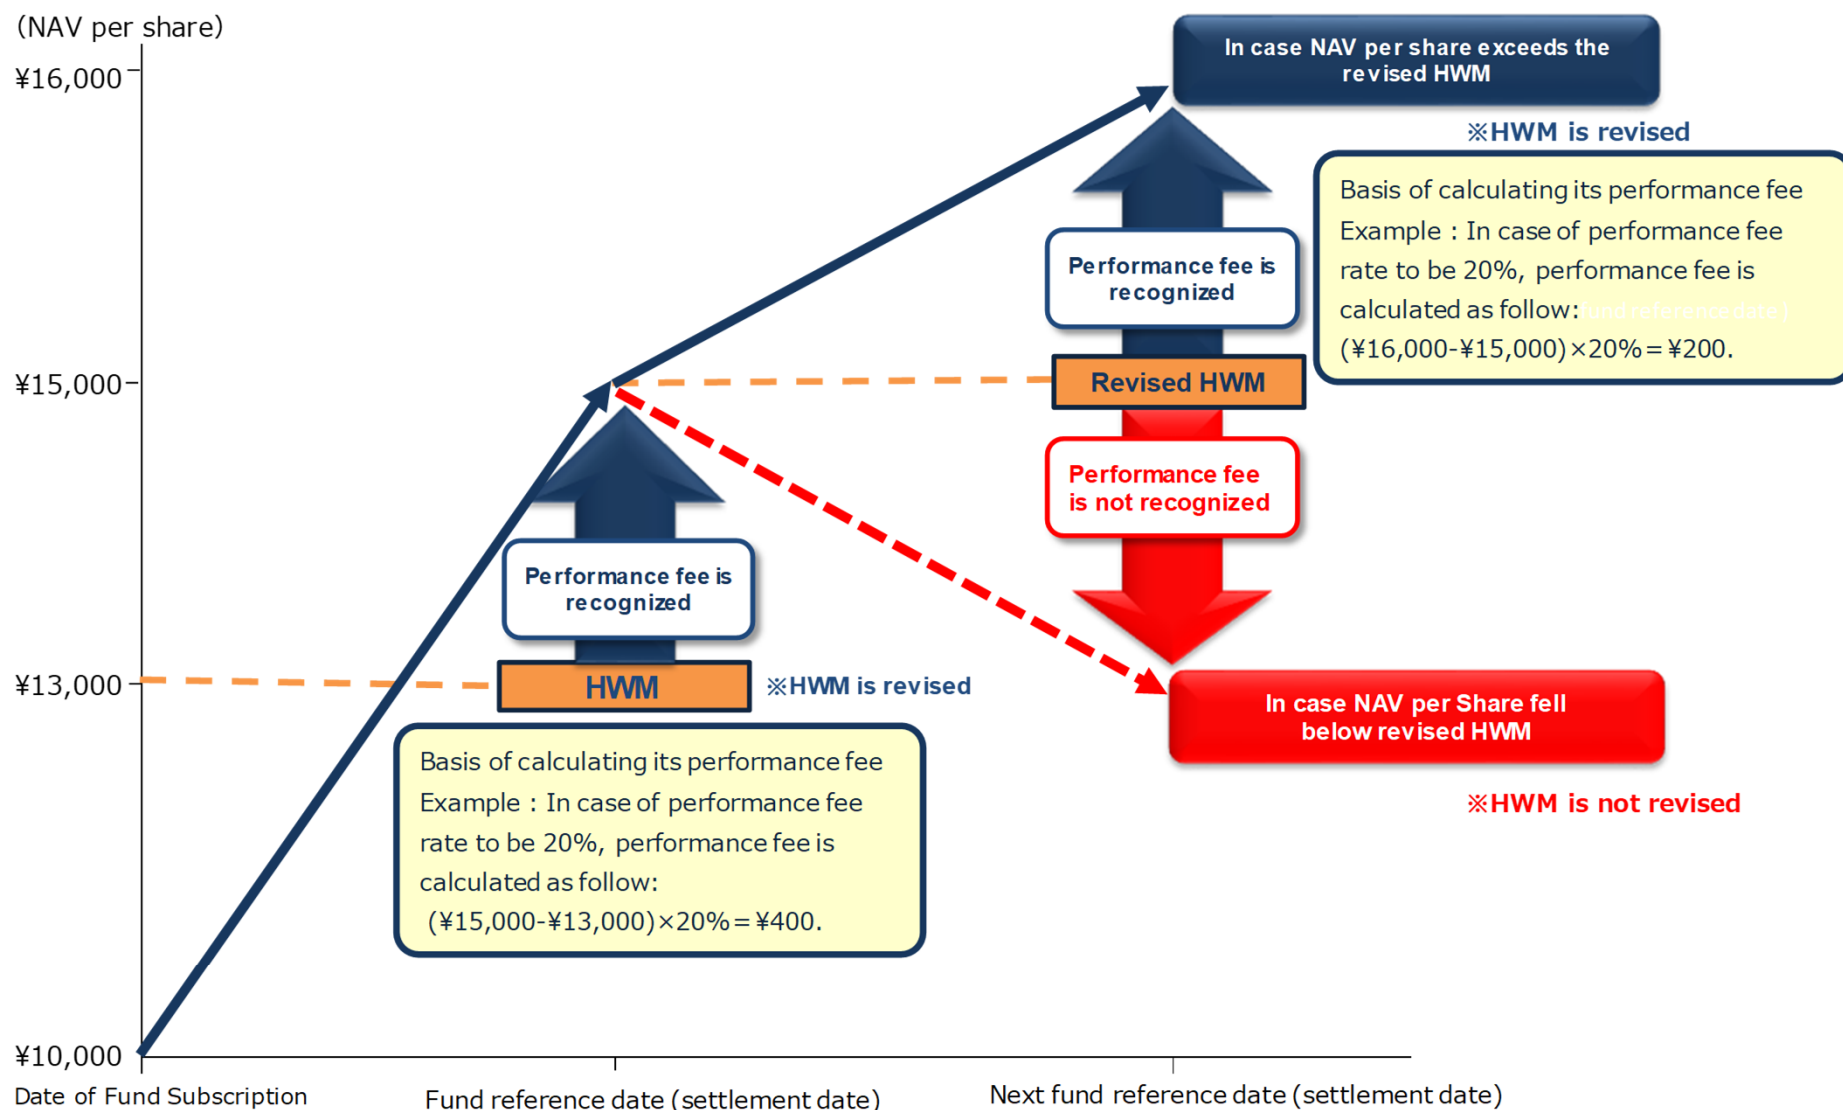 (NAV per share)
¥16,000
In case NAV per share exceeds the
revised HWM
※HWM is revised
Basis of calculating its performance fee
Example : In case of performance fee
rate to be 20%, performance fee is
calculated as follow:fund reference date)
(¥16,000-¥15,000)×20%=¥200.
Performance fee is
recognized
¥15,000
Revised HWM
Performance fee
is not recognized
Performance fee is
recognized
¥13,000
HWM
※HWM is revised
In case NAV per Share fell
below revised HWM
※HWM is not revised
Basis of calculating its performance fee
Example : In case of performance fee
rate to be 20%, performance fee is
calculated as follow:
(¥15,000-¥13,000)×20%=¥400.
¥10,000
Date of Fund Subscription
Fund reference date (settlement date)
Next fund reference date (settlement date)